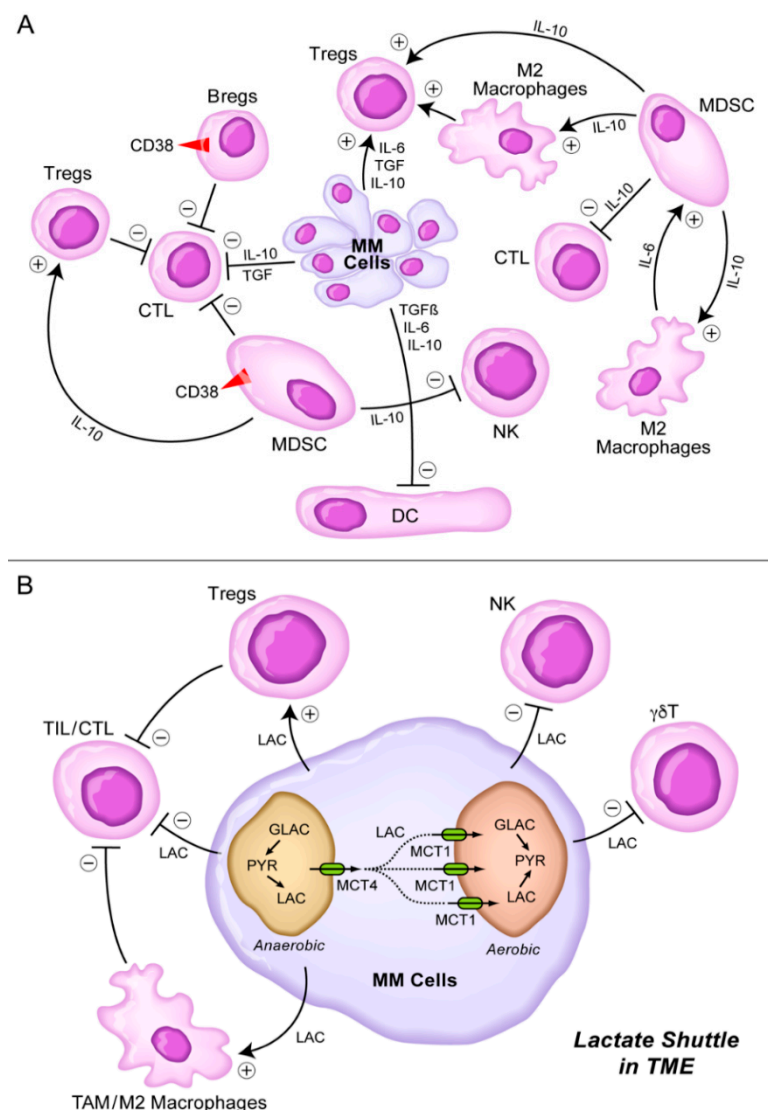 A
Tregs
IL-10
M2
Macrophages
MDSC
Bregs
CD38
IL-10
IL-6
TGF
IL-10
Tregs
MM
Cells
IL-10
TGF
CTL
IL-10
CTL
IL-6
IL-10
TGFß
IL-6
IL-10
CD38
MDSC
IL-10
IL-10
NK
M2
Macrophages
DC
B
Tregs
NK
TIL/CTL
γδT
LAC
LAC
LAC
LAC
GLAC
PYR
LAC
Anaerobic
MCT4
LAC
MCT1
MCT1
MCT1
GLAC
PYR
LAC
Aerobic
MM Cells
LAC
TAM/M2 Macrophages
Lactate Shuttle
in TME